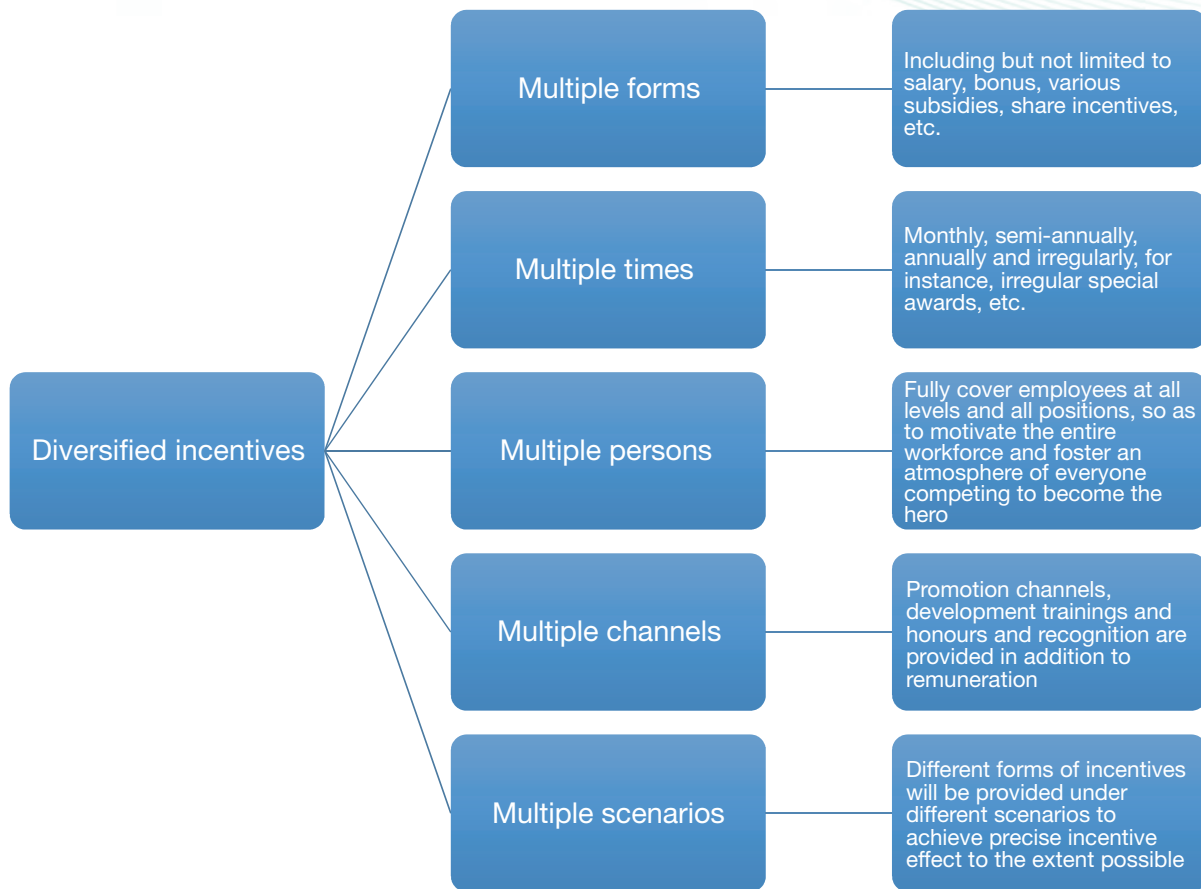 Diversified incentives
Multiple forms
Including but not limited to
salary, bonus, various
subsidies, share incentives,
etc.
Multiple times
Monthly, semi-annually,
annually and irregularly, for
instance, irregular special
awards, etc.
Multiple persons
Fully cover employees at all
levels and all positions, so as
to motivate the entire
workforce and foster an
atmosphere of everyone
competing to become the
hero
Multiple channels
Promotion channels,
development trainings and
honours and recognition are
provided in addition to
remuneration
Multiple scenarios
Different forms of incentives
will be provided under
different scenarios to
achieve precise incentive
effect to the extent possible